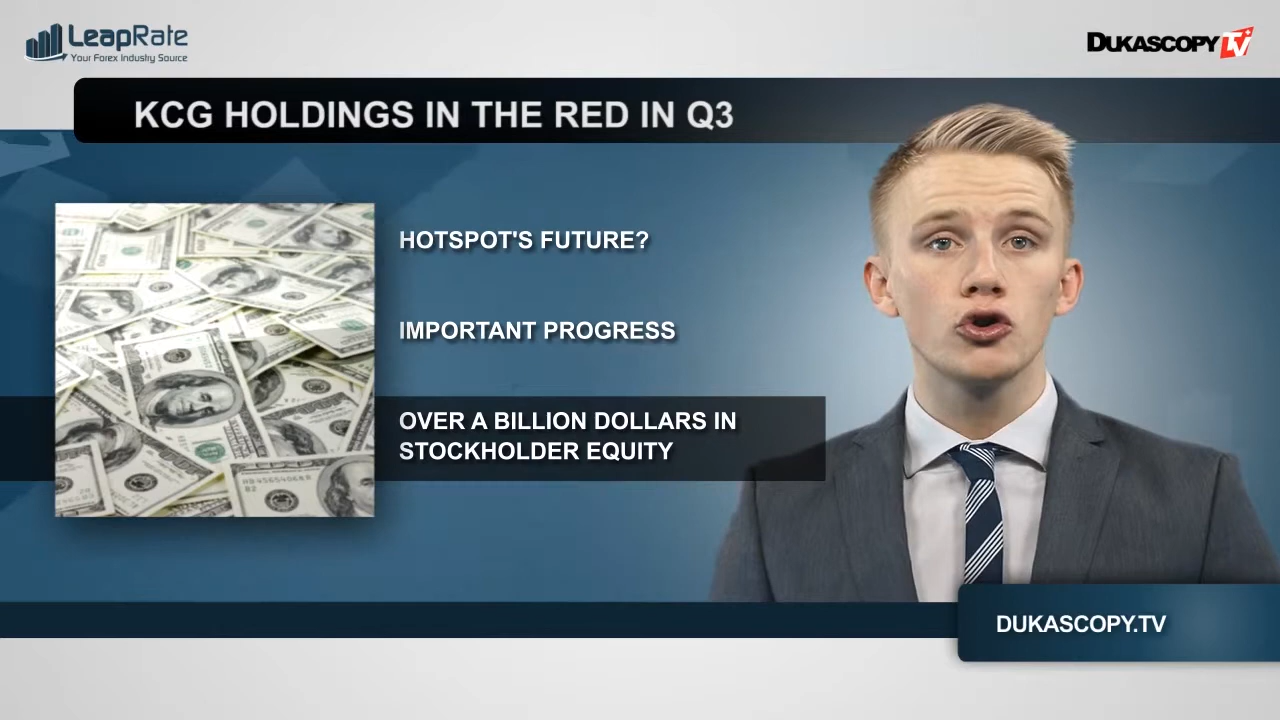 LeapRate
Your Forex Industry Source
DUKASCOPY TV
KCG HOLDINGS IN THE RED IN Q3
HOTSPOT'S FUTURE?
IMPORTANT PROGRESS
OVER A BILLION DOLLARS IN
STOCKHOLDER EQUITY
DUKASCOPY.TV